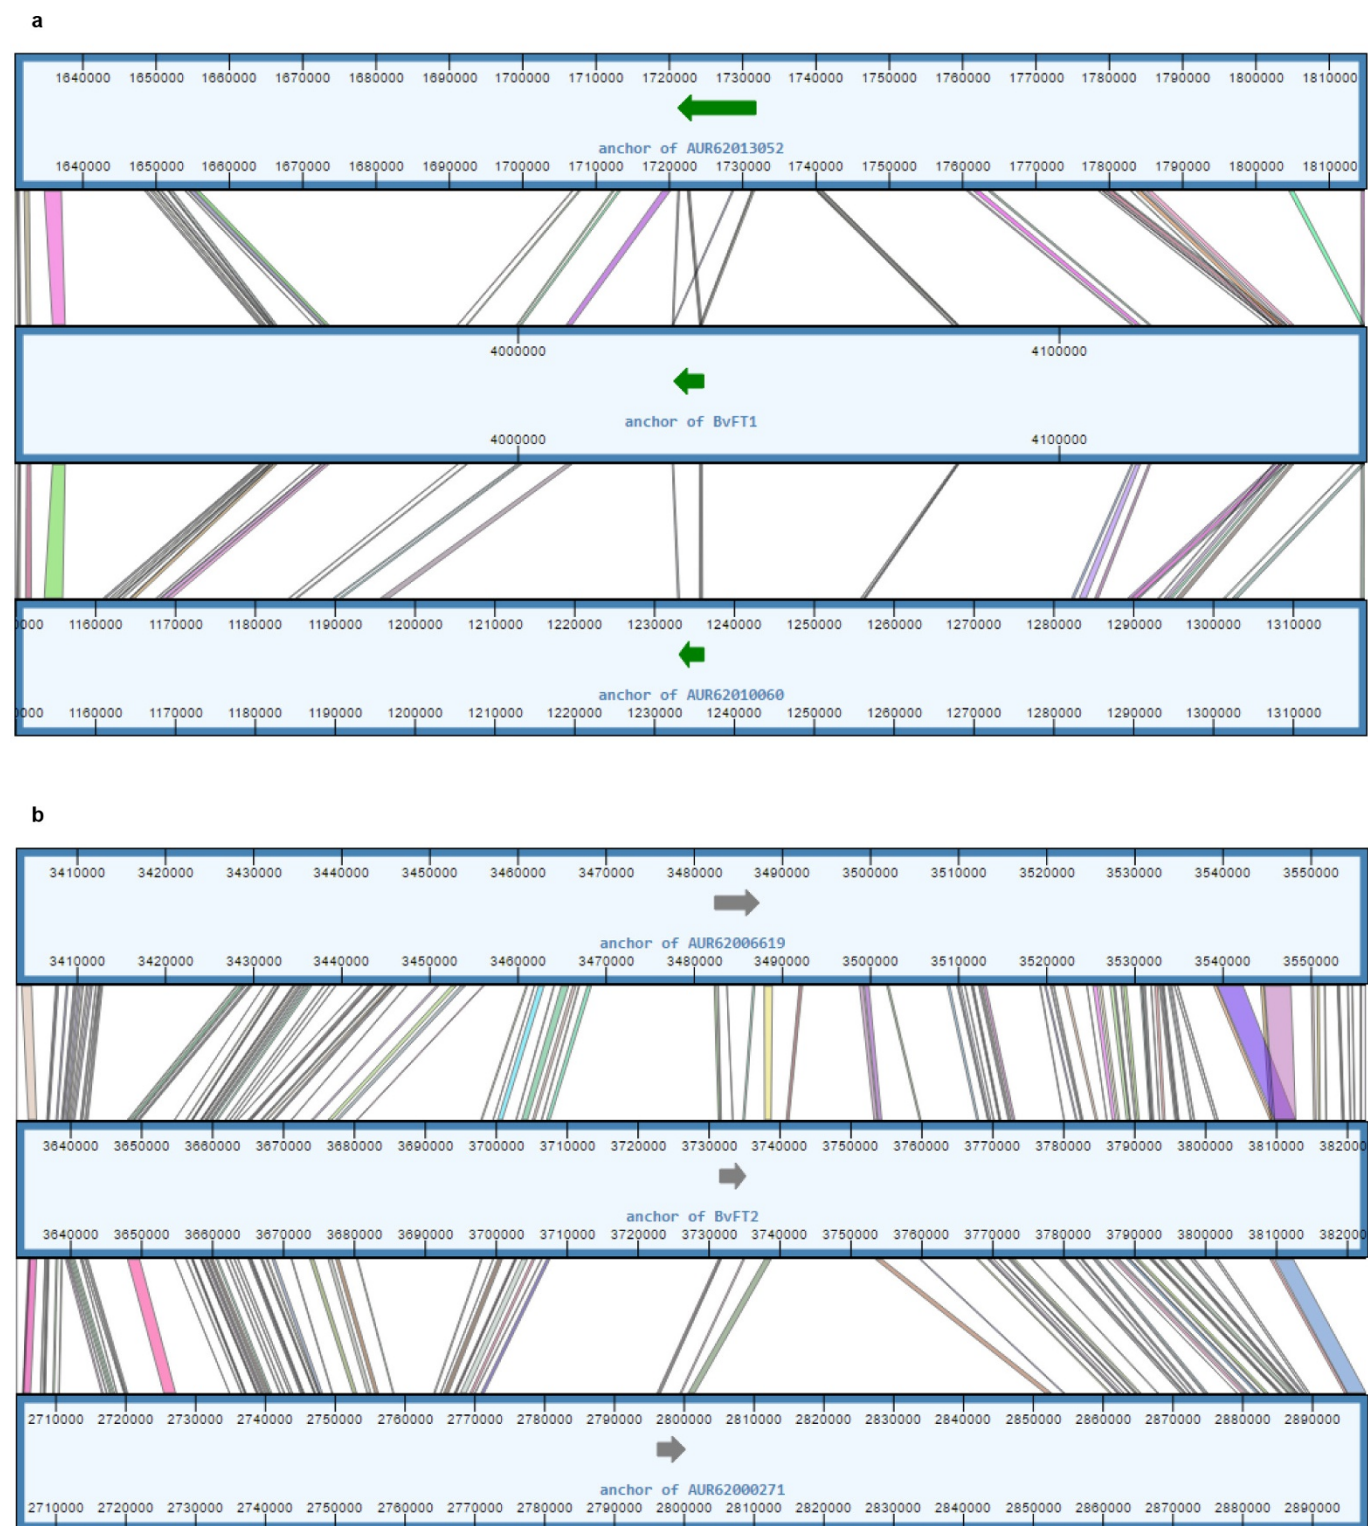 a
1640000 1650000 1660000 1670000 1680000 1690000 1700000 1710000 1720000 1730000 1740000 1750000 1760000 1770000 1780000 1790000 1800000 1810000
anchor of AUR62013052
1640000 1650000 1660000 1670000 1680000 1690000 1700000 1710000 1720000 1730000 1740000 1750000 1760000 1770000 1780000 1790000 1800000 1810000
4000000 4100000
anchor of BvFT1
4000000 4100000
0000 1160000 1170000 1180000 1190000 1200000 1210000 1220000 1230000 1240000 1250000 1260000 1270000 1280000 1290000 1300000 1310000
anchor of AUR62010060
0000 1160000 1170000 1180000 1190000 1200000 1210000 1220000 1230000 1240000 1250000 1260000 1270000 1280000 1290000 1300000 1310000
b
3410000 3420000 3430000 3440000 3450000 3460000 3470000 3480000 3490000 3500000 3510000 3520000 3530000 3540000 3550000
anchor of AUR62006619
3410000 3420000 3430000 3440000 3450000 3460000 3470000 3480000 3490000 3500000 3510000 3520000 3530000 3540000 3550000
3640000 3650000 3660000 3670000 3680000 3690000 3700000 3710000 3720000 3730000 3740000 3750000 3760000 3770000 3780000 3790000 3800000 3810000 3820000
anchor of BvFT2
3640000 3650000 3660000 3670000 3680000 3690000 3700000 3710000 3720000 3730000 3740000 3750000 3760000 3770000 3780000 3790000 3800000 3810000 3820000
2710000 2720000 2730000 2740000 2750000 2760000 2770000 2780000 2790000 2800000 2810000 2820000 2830000 2840000 2850000 2860000 2870000 2880000 2890000
anchor of AUR62000271
2710000 2720000 2730000 2740000 2750000 2760000 2770000 2780000 2790000 2800000 2810000 2820000 2830000 2840000 2850000 2860000 2870000 2880000 2890000